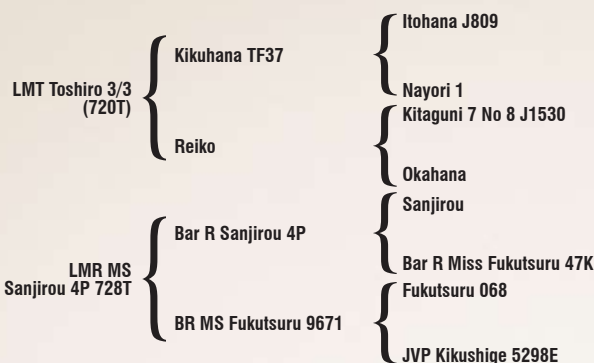 Itohana J809
Kikuhana TF37
LMT Toshiro 3/3
(720T)
Nayori 1
Kitaguni 7 No 8 J1530
Reiko
Okahana
Sanjirou
Bar R Sanjirou 4P
LMR MS
Sanjirou 4P 728T
Bar R Miss Fukutsuru 47K
Fukutsuru 068
BR MS Fukutsuru 9671
JVP Kikushige 5298E